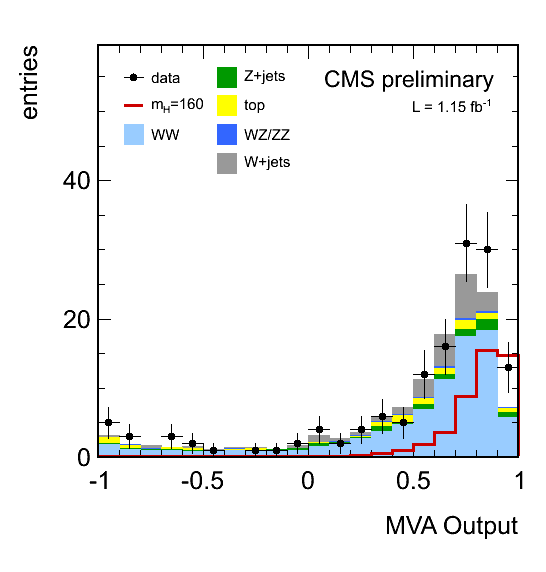 entries
data
m_H=160
WW
Z+jets
top
WZ/ZZ
W+jets
CMS preliminary
L = 1.15 fb⁻¹
40
20
0
-1
-0.5
0
0.5
1
MVA Output